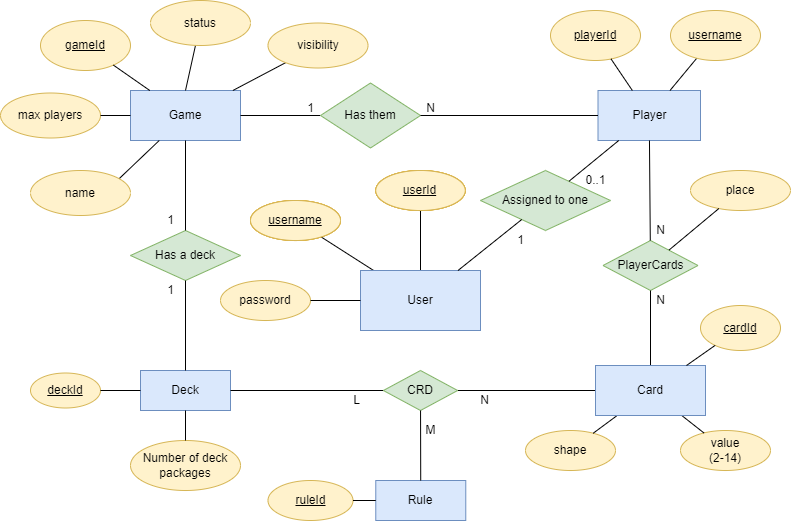 status
gameId
visibility
playerId
username
max players
Game
1
Has them
N
Player
name
userId
0..1
Assigned to one
place
username
1
1
N
Has a deck
PlayerCards
1
N
password
User
cardId
deckId
Deck
L
CRD
N
Card
M
shape
value
(2-14)
Number of deck
packages
ruleId
Rule